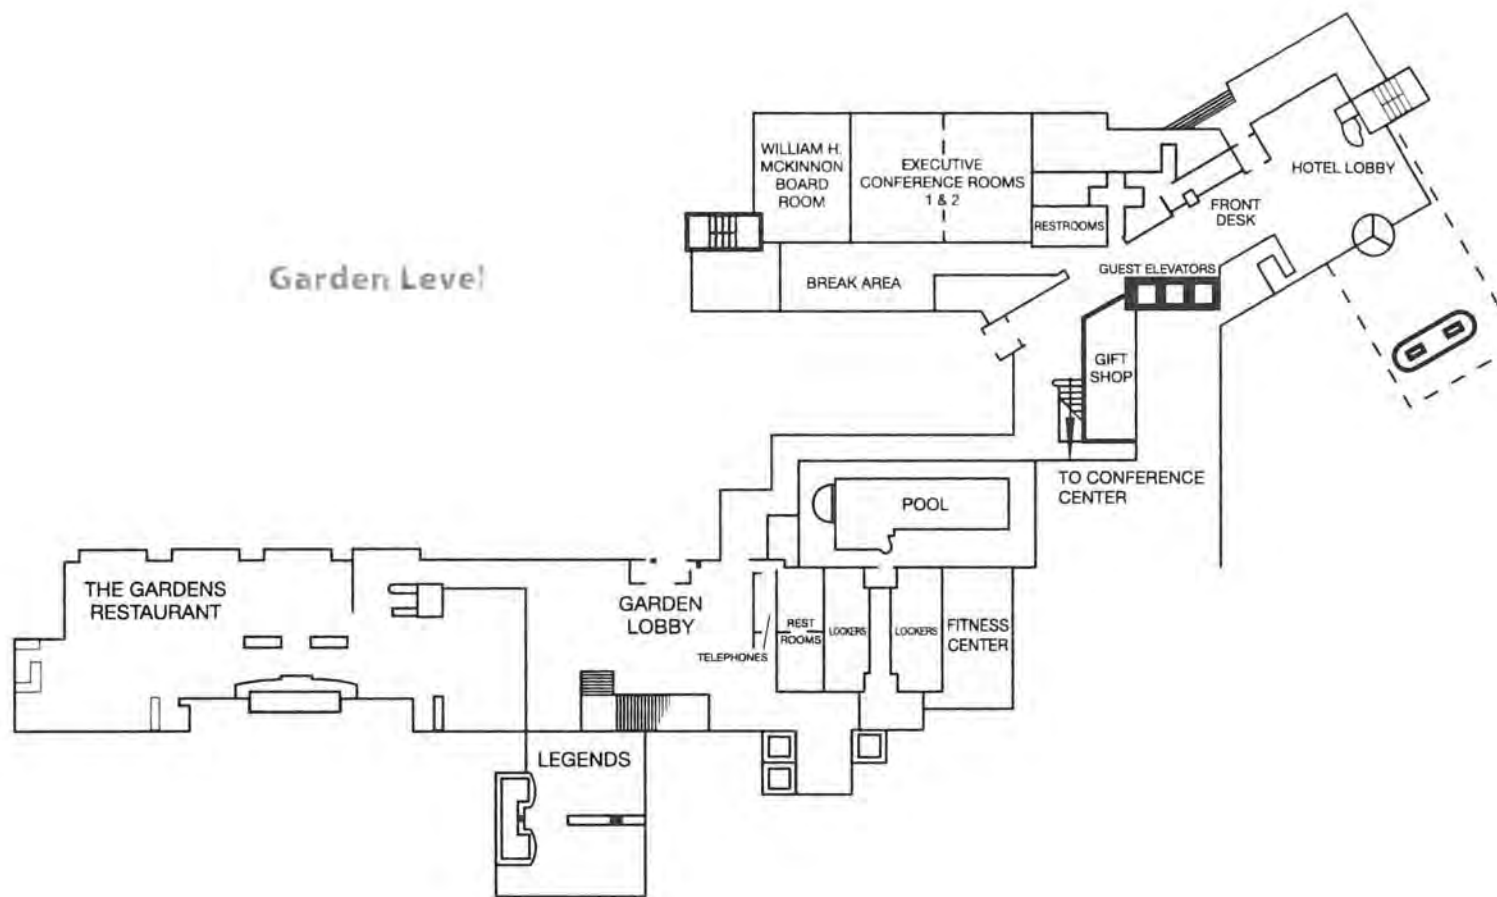 WILLIAM H.
MCKINNON
BOARD
ROOM
EXECUTIVE
CONFERENCE ROOMS
1 & 2
RESTROOMS
HOTEL LOBBY
FRONT
DESK
Garden Level
BREAK AREA
GUEST ELEVATORS
GIFT
SHOP
TO CONFERENCE
CENTER
POOL
THE GARDENS
RESTAURANT
GARDEN
LOBBY
TELEPHONES
REST
ROOMS
LOCKERS
LOCKERS
FITNESS
CENTER
LEGENDS